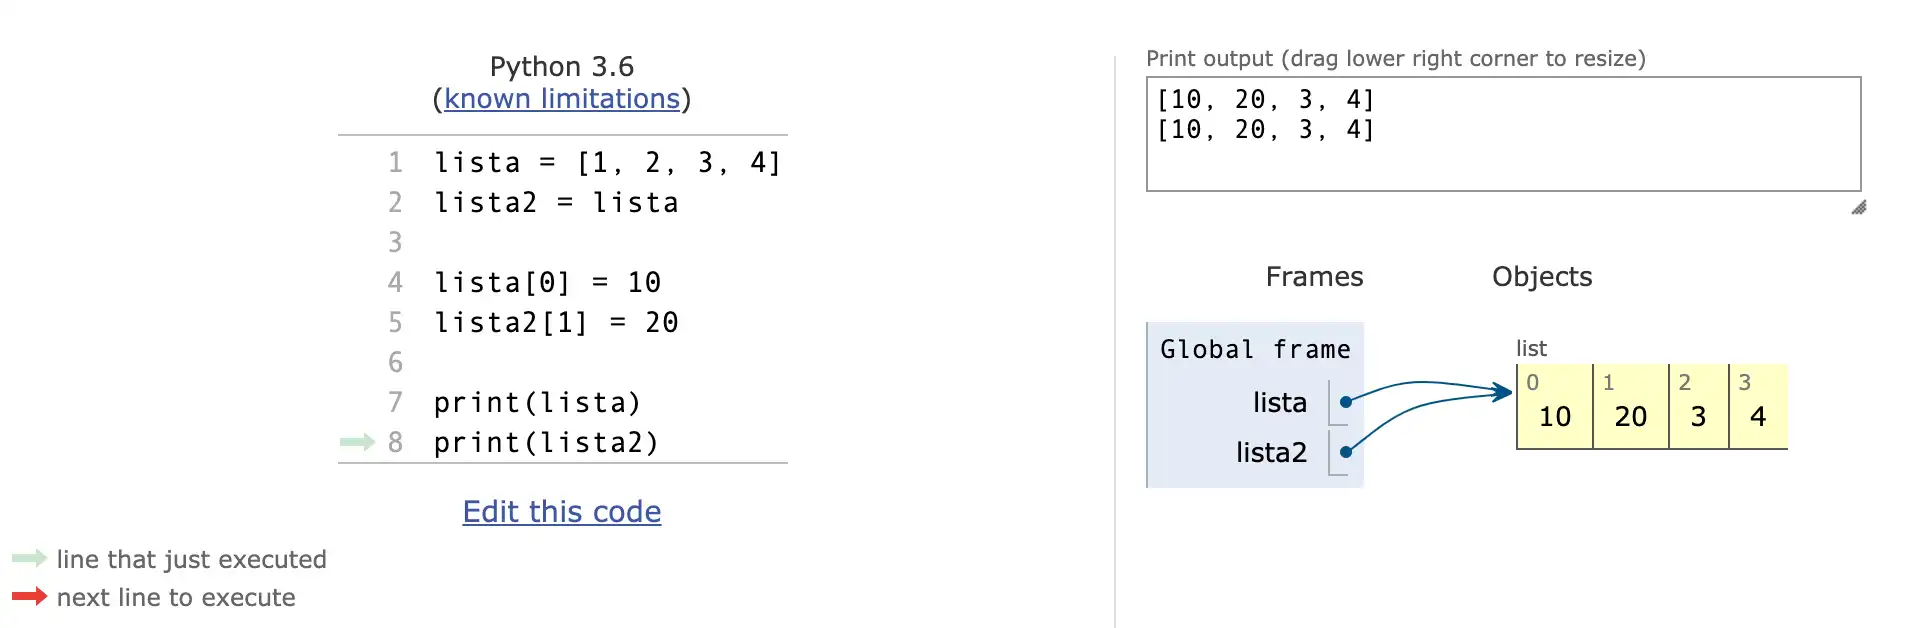 Python 3.6
(known limitations)
1 lista = [1, 2, 3, 4]
2 lista2 = lista
3
4 lista[0] = 10
5 lista2[1] = 20
6
7 print(lista)
8 print(lista2)
Edit this code
line that just executed
next line to execute
Print output (drag lower right corner to resize)
[10, 20, 3, 4]
[10, 20, 3, 4]
Frames Objects
Global frame
lista
lista2
list
0 1 2 3
10 20 3 4